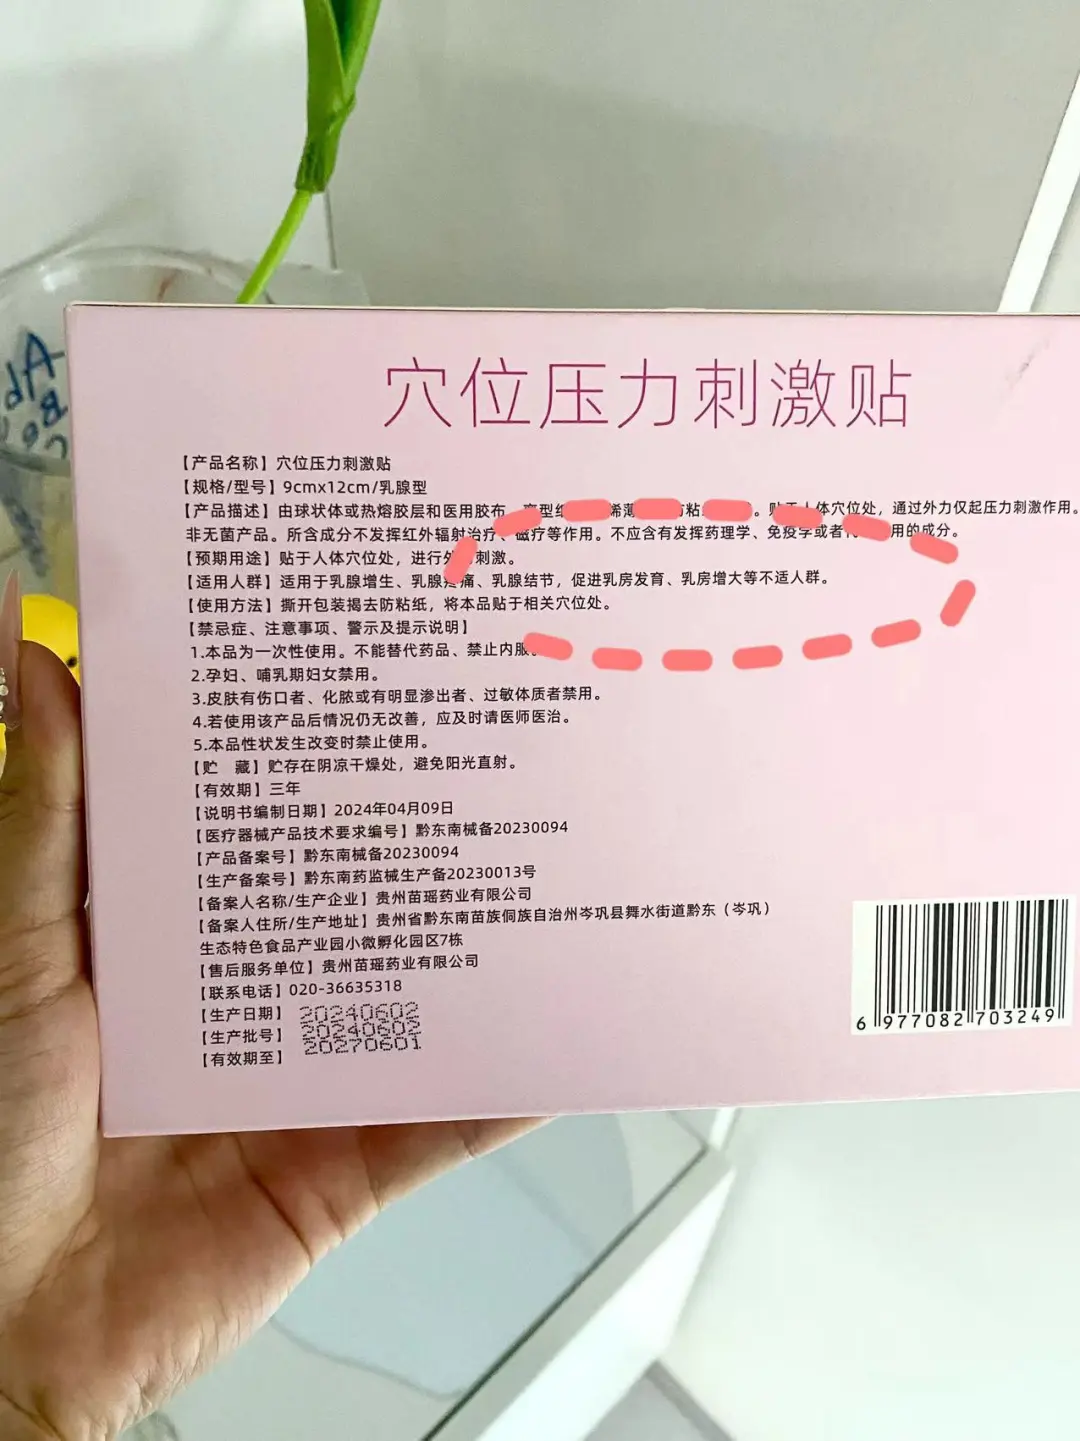 穴位压力刺激贴
【产品名称】穴位压力刺激贴
【规格/型号】9cmx12cm/乳腺型
【产品描述】由球状体或热熔胶层和医用胶布 离型纸 烯薄 防粘 。贴于人体穴位处，通过外力仅起压力刺激作用。
非无菌产品。所含成分不发挥红外辐射治疗、磁疗等作用。不应含有发挥药理学、免疫学或者代 用的成分。
【预期用途】贴于人体穴位处，进行外 刺激。
【适用人群】适用于乳腺增生、乳腺疼痛、乳腺结节，促进乳房发育、乳房增大等不适人群。
【使用方法】撕开包装揭去防粘纸，将本品贴于相关穴位处。
【禁忌症、注意事项、警示及提示说明】
1.本品为一次性使用。不能替代药品、禁止内服。
2.孕妇、哺乳期妇女禁用。
3.皮肤有伤口者、化脓或有明显渗出者、过敏体质者禁用。
4.若使用该产品后情况仍无改善，应及时请医师医治。
5.本品性状发生改变时禁止使用。
【贮 藏】贮存在阴凉干燥处，避免阳光直射。
【有效期】三年
【说明书编制日期】2024年04月09日
【医疗器械产品技术要求编号】黔东南械备20230094
【产品备案号】黔东南械备20230094
【生产备案号】黔东南药监械生产备20230013号
【备案人名称/生产企业】贵州苗瑶药业有限公司
【备案人住所/生产地址】贵州省黔东南苗族侗族自治州岑巩县舞水街道黔东（岑巩）
生态特色食品产业园小微孵化园区7栋
【售后服务单位】贵州苗瑶药业有限公司
【联系电话】020-36635318
【生产日期】20240602
【生产批号】20240602
【有效期至】20270601
6 977082 703249